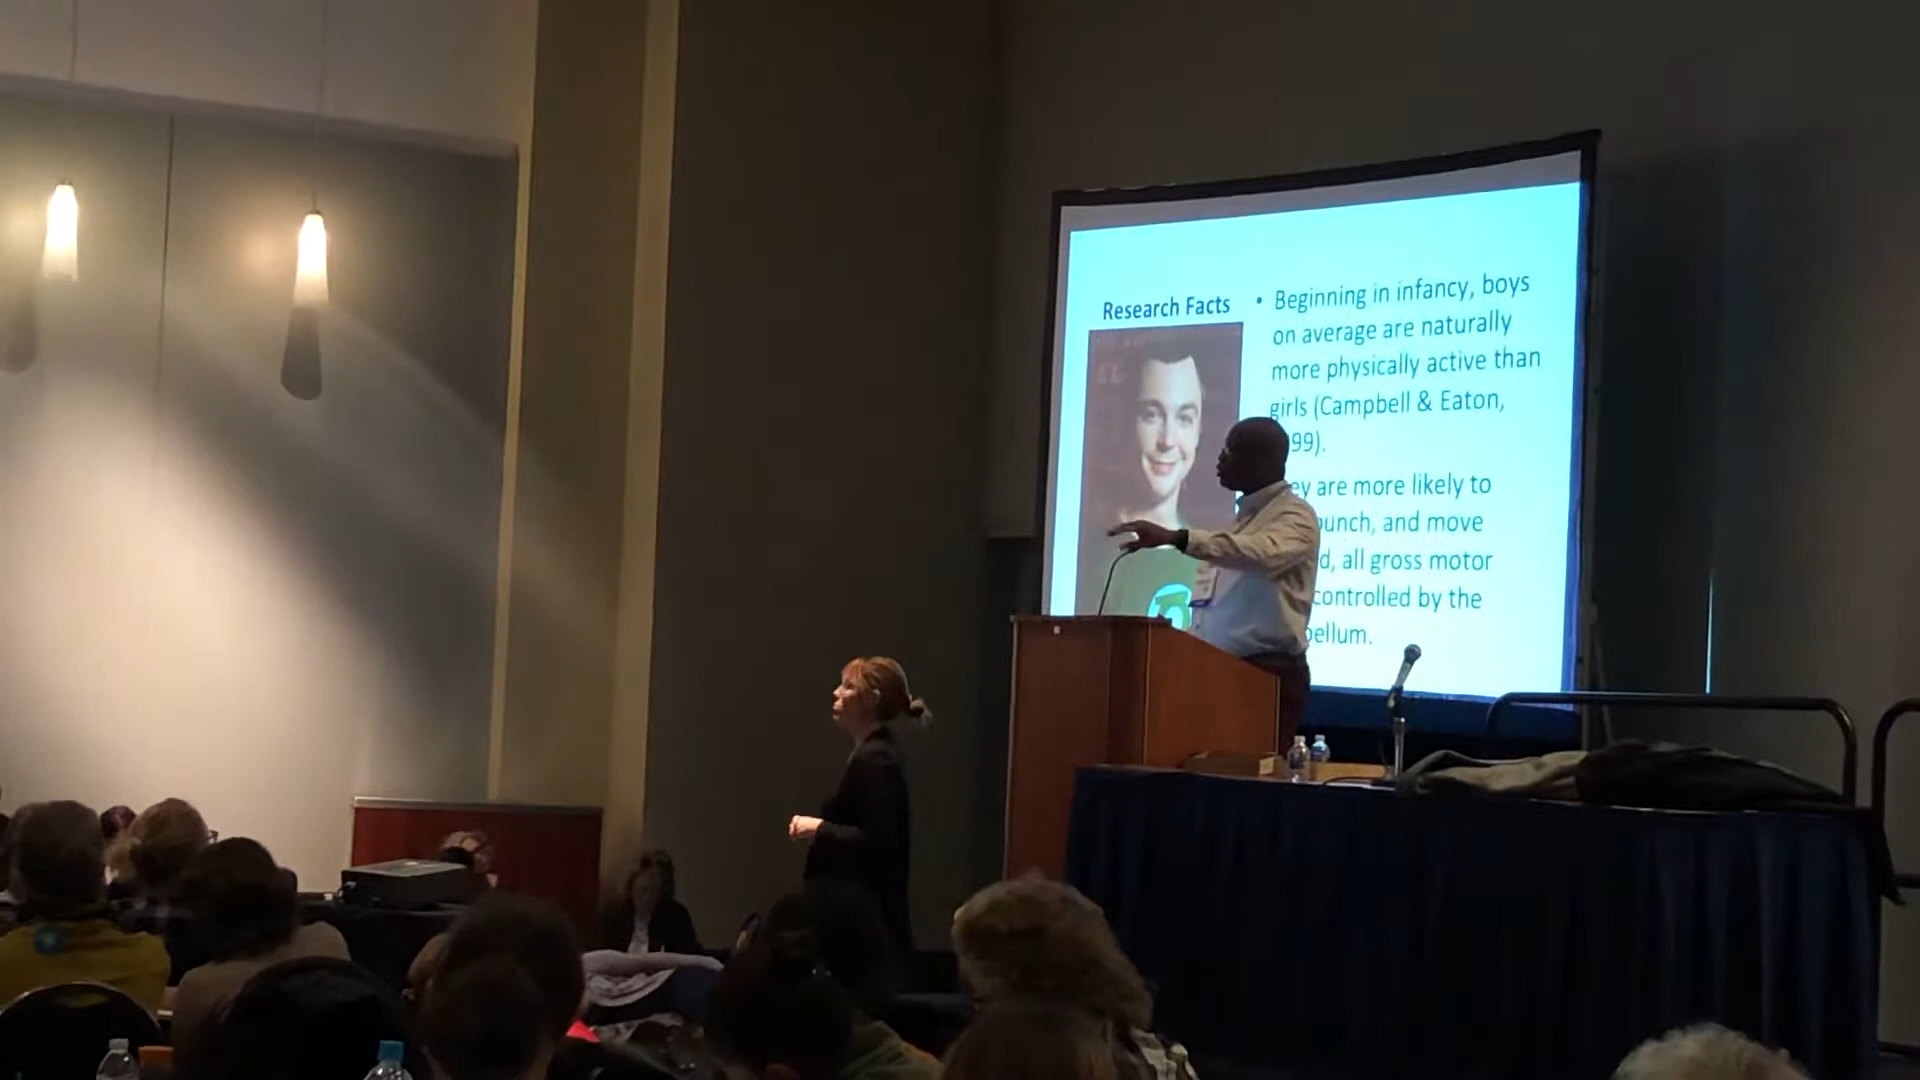 Research Facts
• Beginning in infancy, boys
on average are naturally
more physically active than
girls (Campbell & Eaton,
99).
are more likely to
and move
all gross motor
controlled by the